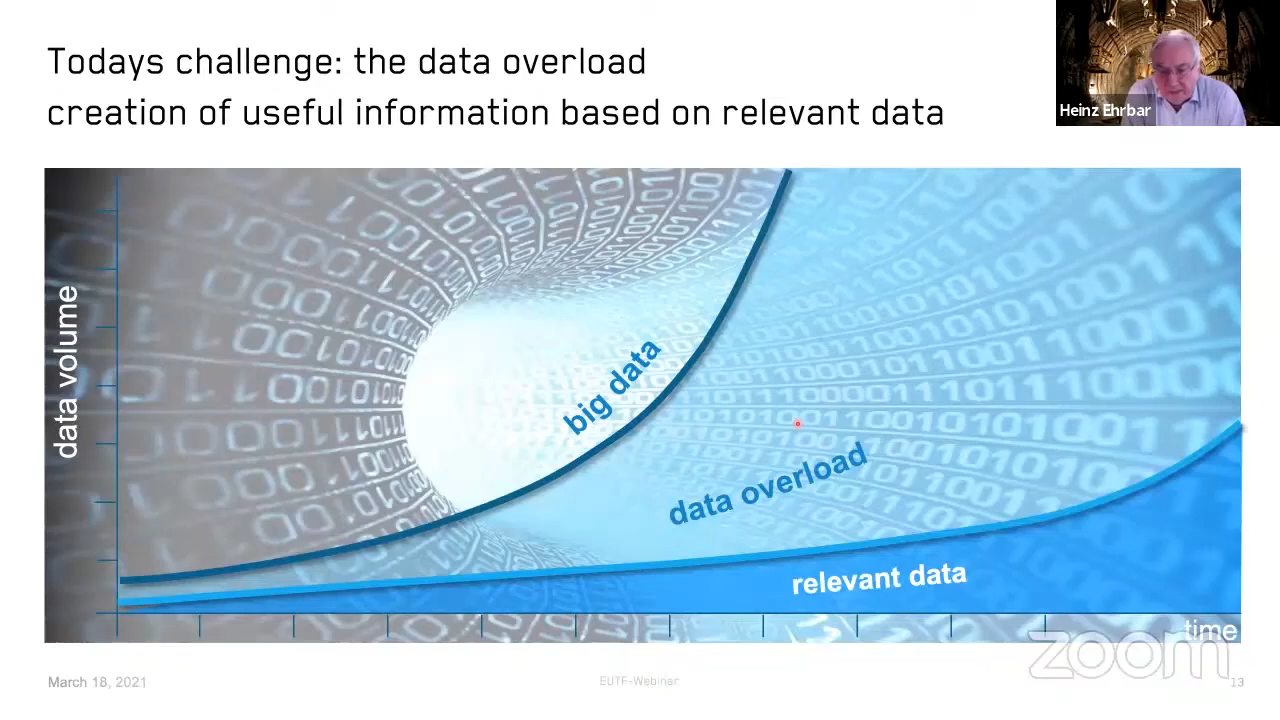 Todays challenge: the data overload
creation of useful information based on relevant data
Heinz Ehrbar
data volume
big data
data overload
relevant data
time
zoom
March 18, 2021
EUTF-Webinar
13